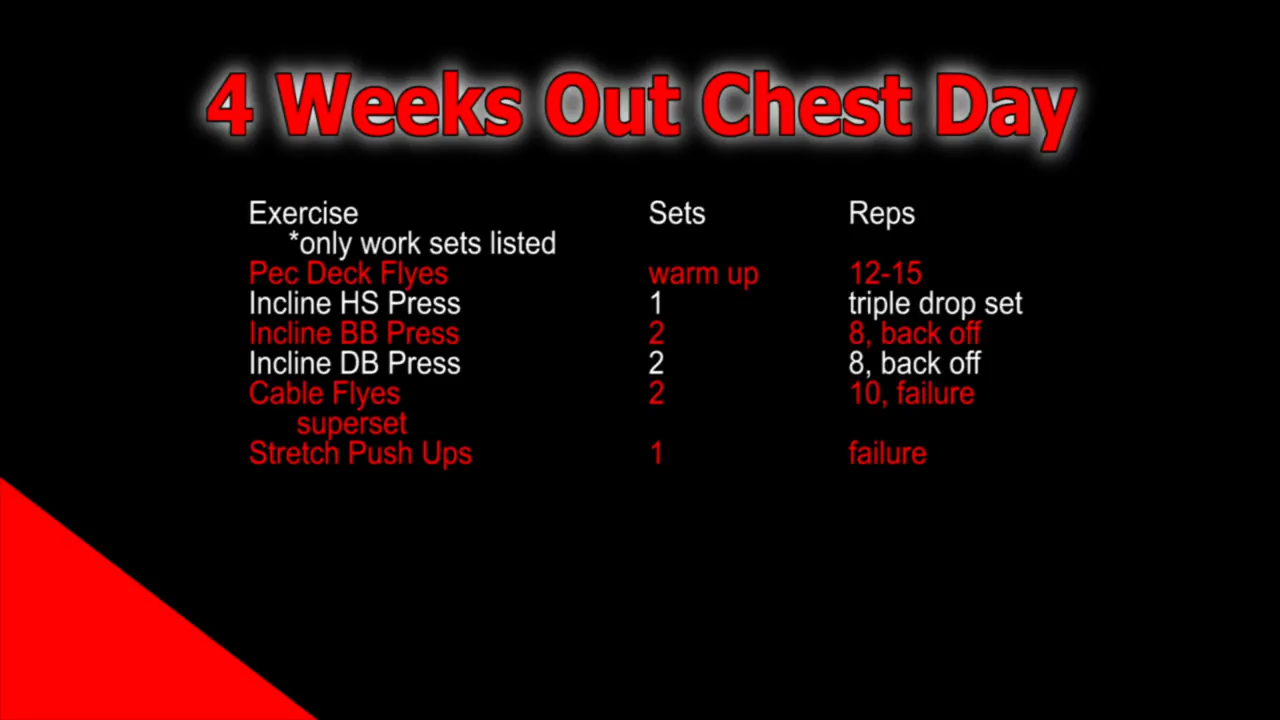 4 Weeks Out Chest Day
Exercise Sets Reps
*only work sets listed
Pec Deck Flyes warm up 12-15
Incline HS Press 1 triple drop set
Incline BB Press 2 8, back off
Incline DB Press 2 8, back off
Cable Flyes 2 10, failure
superset
Stretch Push Ups 1 failure